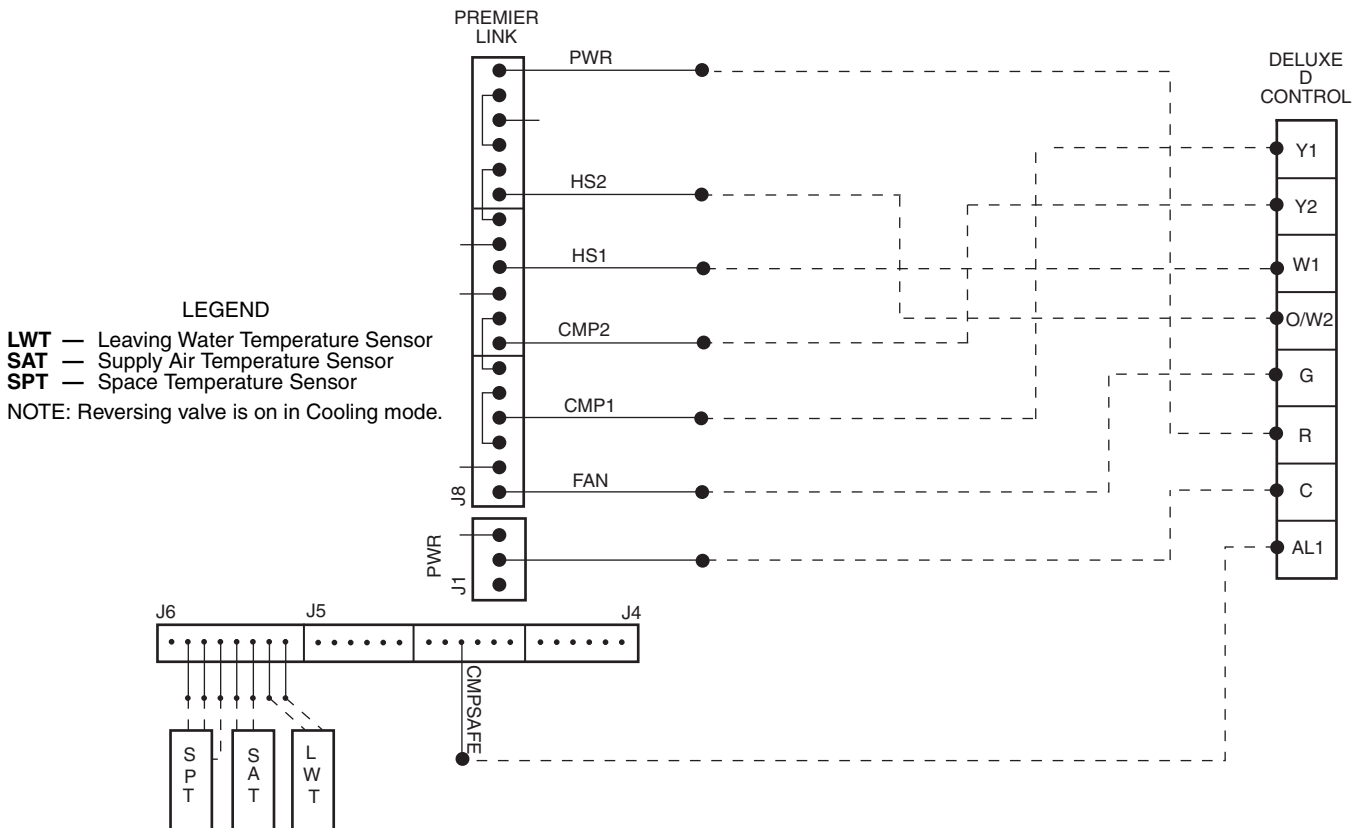 PREMIER
LINK
PWR
HS2
HS1
CMP2
CMP1
FAN
J8
PWR
J1
DELUXE
D
CONTROL
Y1
Y2
W1
O/W2
G
R
C
AL1
LEGEND
LWT — Leaving Water Temperature Sensor
SAT — Supply Air Temperature Sensor
SPT — Space Temperature Sensor
NOTE: Reversing valve is on in Cooling mode.
J6
J5
J4
CMPSAFE
SPT
SAT
LWT